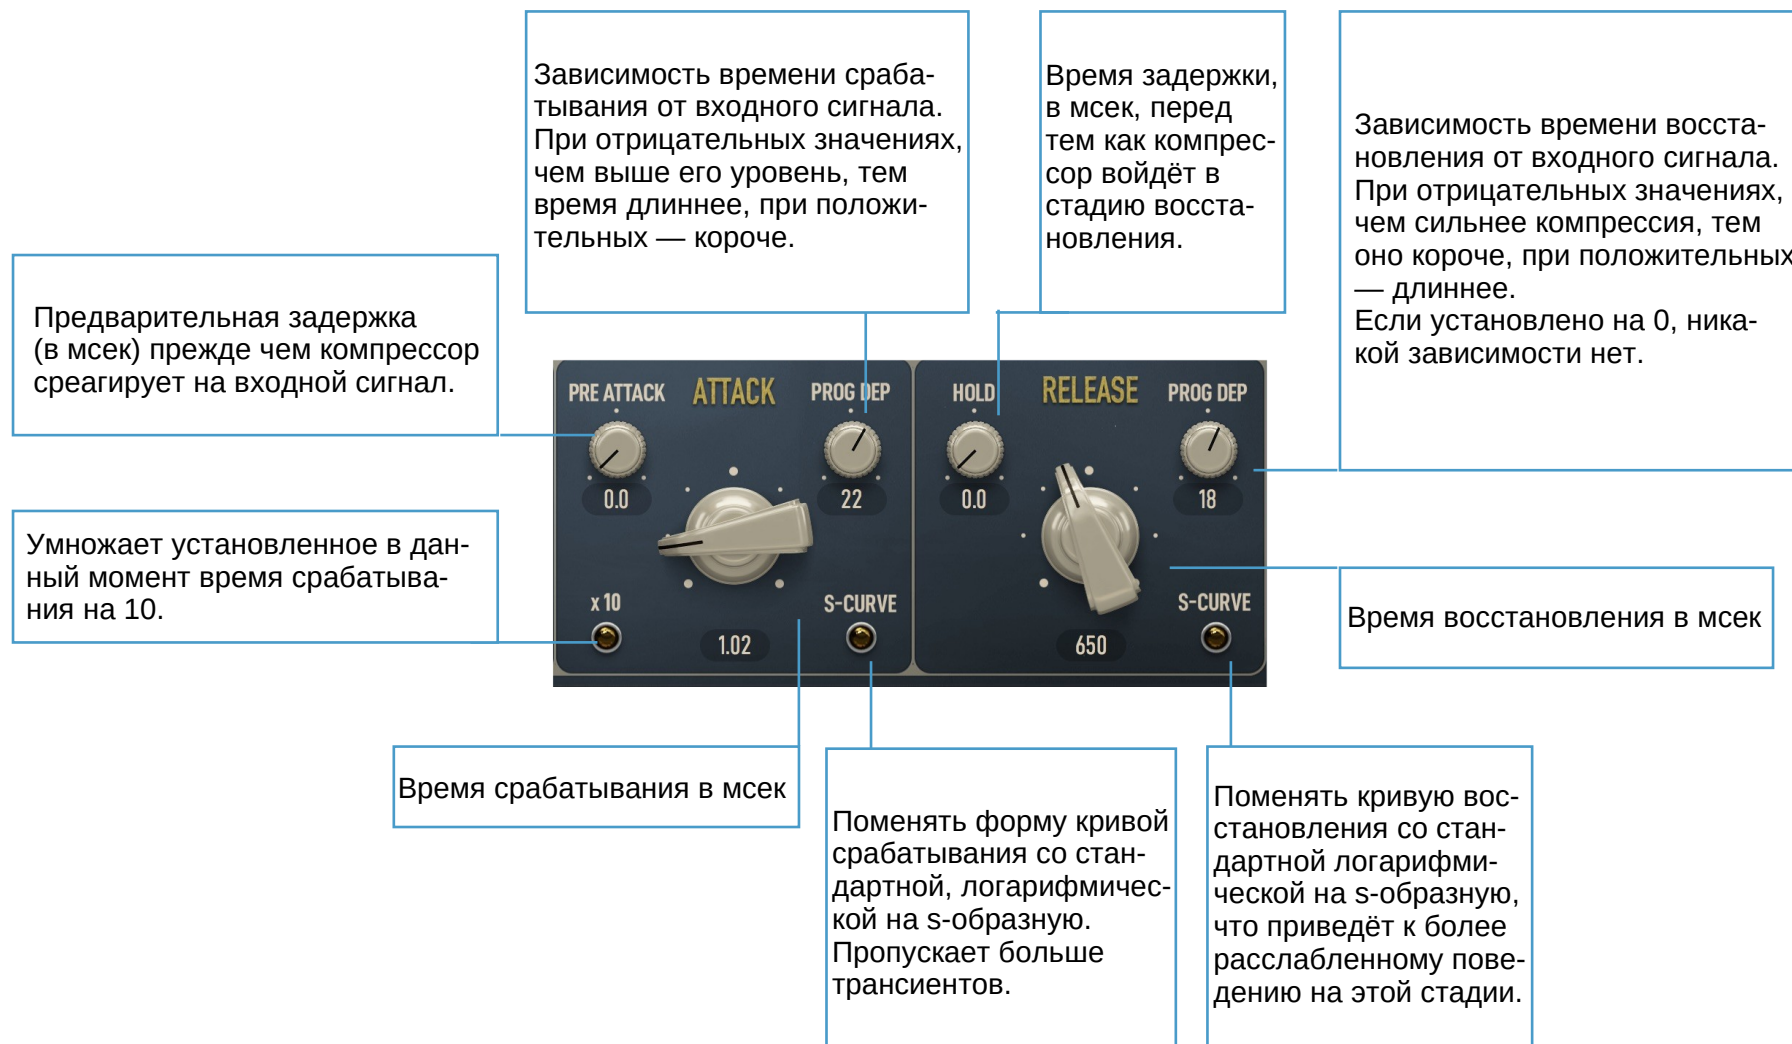 Зависимость времени сраба-
тывания от входного сигнала.
При отрицательных значениях,
чем выше его уровень, тем
время длиннее, при положи-
тельных — короче.
Время задержки,
в мсек, перед
тем как компрес-
сор войдёт в
стадию восста-
новления.
Зависимость времени восста-
новления от входного сигнала.
При отрицательных значениях,
чем сильнее компрессия, тем
оно короче, при положительных
— длиннее.
Если установлено на 0, ника-
кой зависимости нет.
Предварительная задержка
(в мсек) прежде чем компрессор
среагирует на входной сигнал.
PRE ATTACK ATTACK PROG DEP
0.0 22
x 10 S-CURVE
1.02
HOLD RELEASE PROG DEP
0.0 18
S-CURVE
650
Умножает установленное в дан-
ный момент время срабатыва-
ния на 10.
Время восстановления в мсек
Время срабатывания в мсек
Поменять форму кривой
срабатывания со стан-
дартной, логарифмичес-
кой на s-образную.
Пропускает больше
трансиентов.
Поменять кривую вос-
становления со стан-
дартной логарифми-
ческой на s-образную,
что приведёт к более
расслабленному пове-
дению на этой стадии.